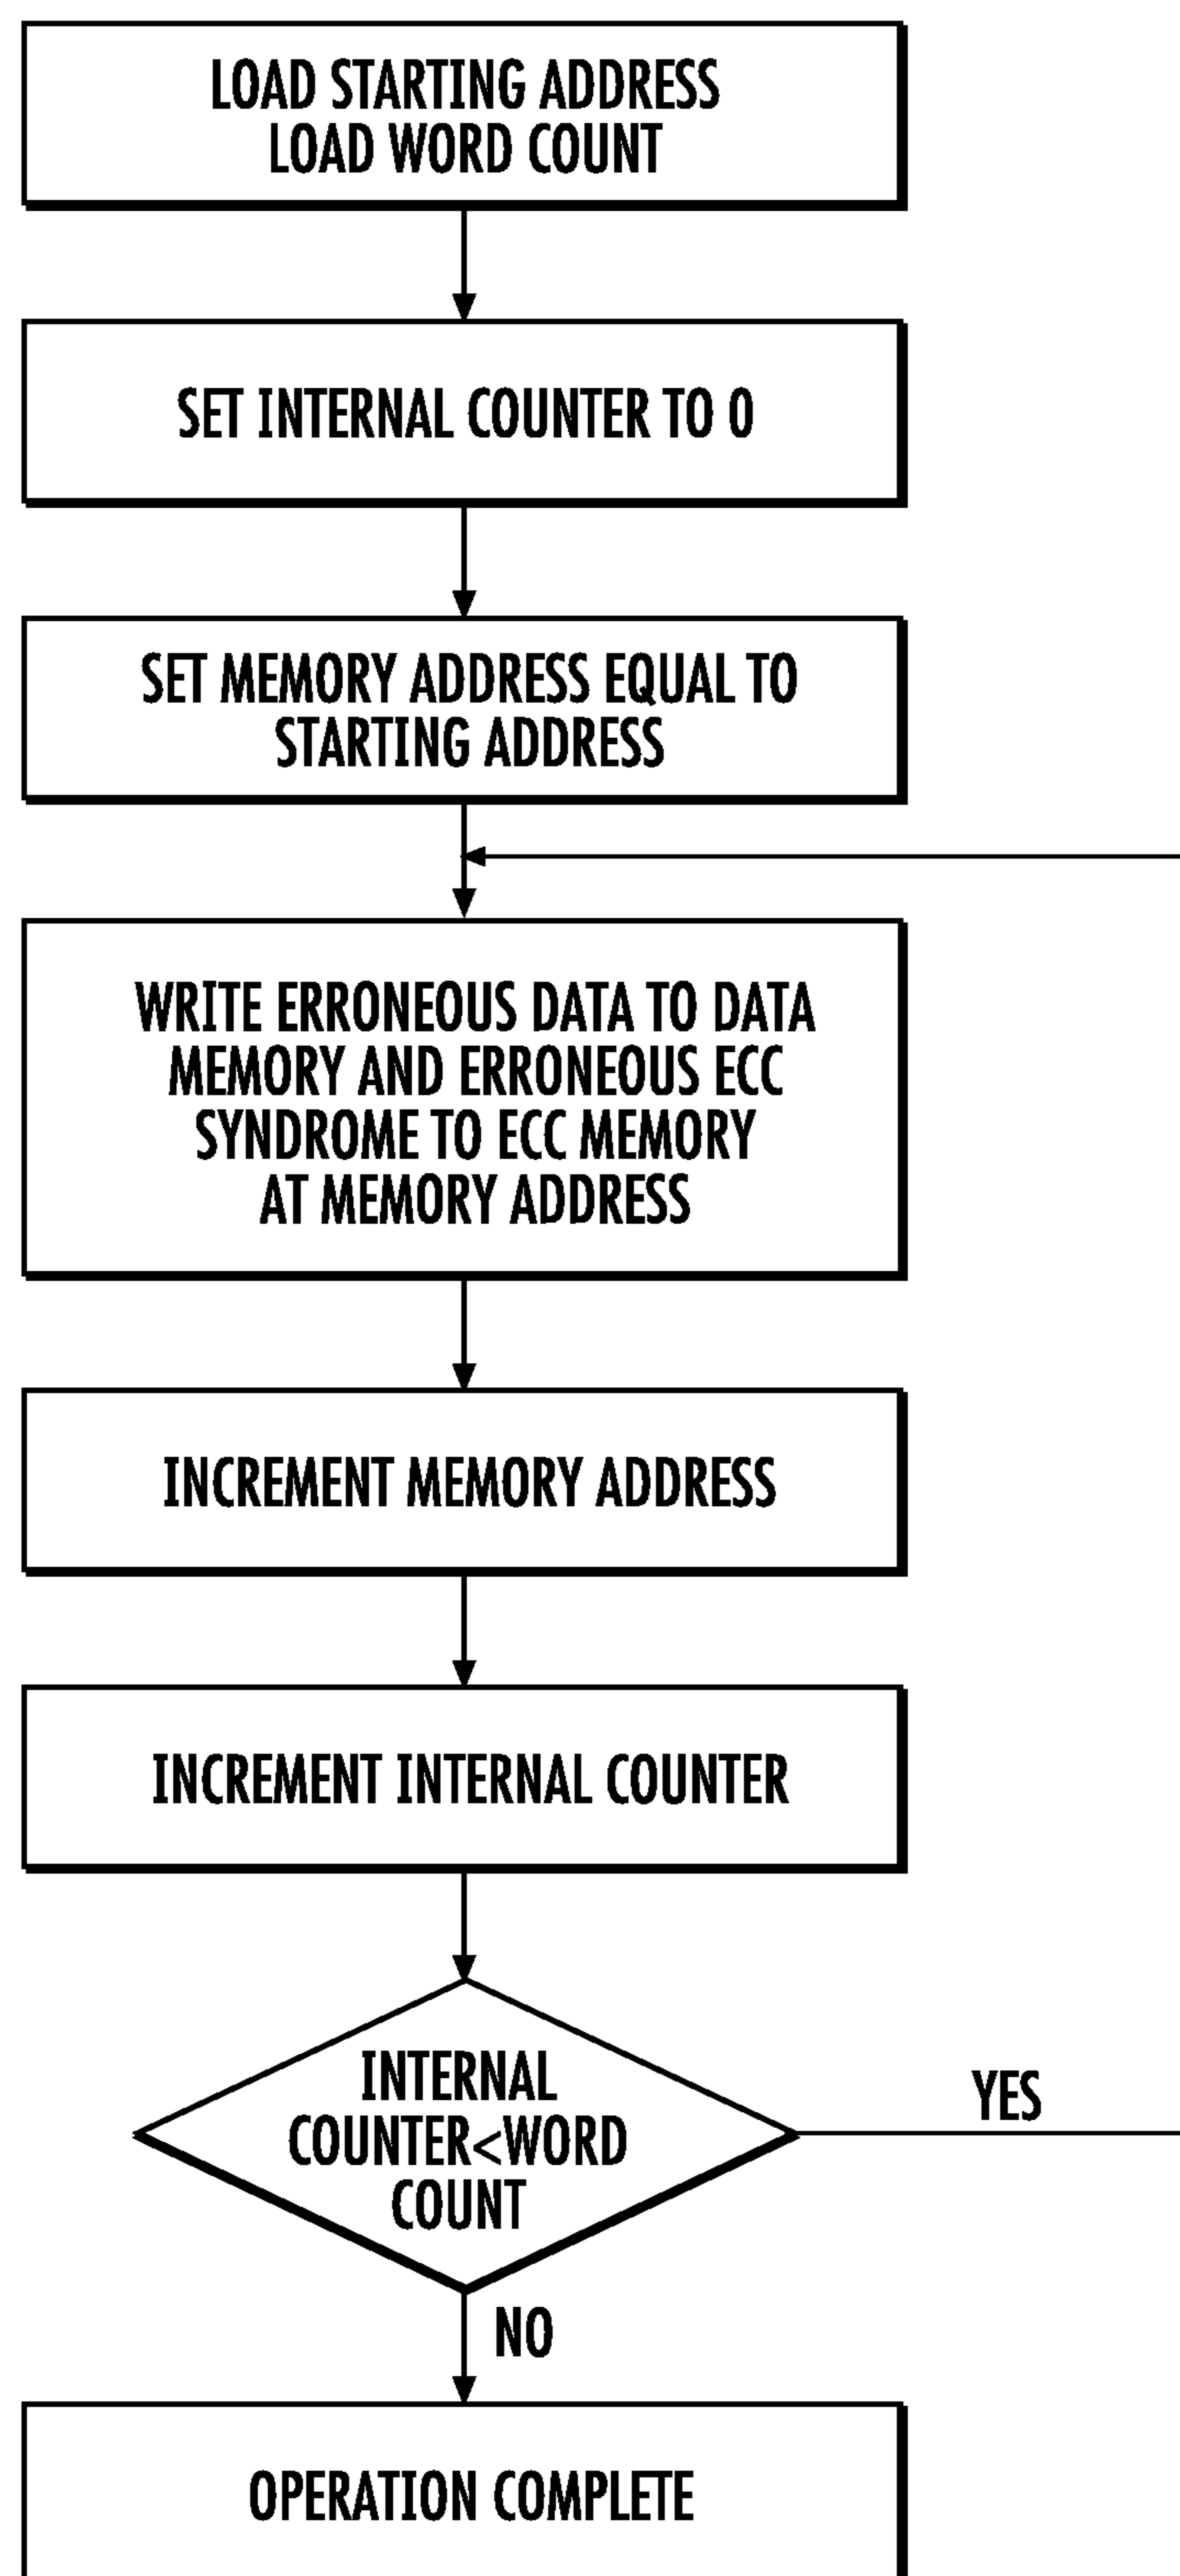 LOAD STARTING ADDRESS
LOAD WORD COUNT
SET INTERNAL COUNTER TO 0
SET MEMORY ADDRESS EQUAL TO
STARTING ADDRESS
WRITE ERRONEOUS DATA TO DATA
MEMORY AND ERRONEOUS ECC
SYNDROME TO ECC MEMORY
AT MEMORY ADDRESS
INCREMENT MEMORY ADDRESS
INCREMENT INTERNAL COUNTER
INTERNAL
COUNTER<WORD
COUNT
YES
NO
OPERATION COMPLETE